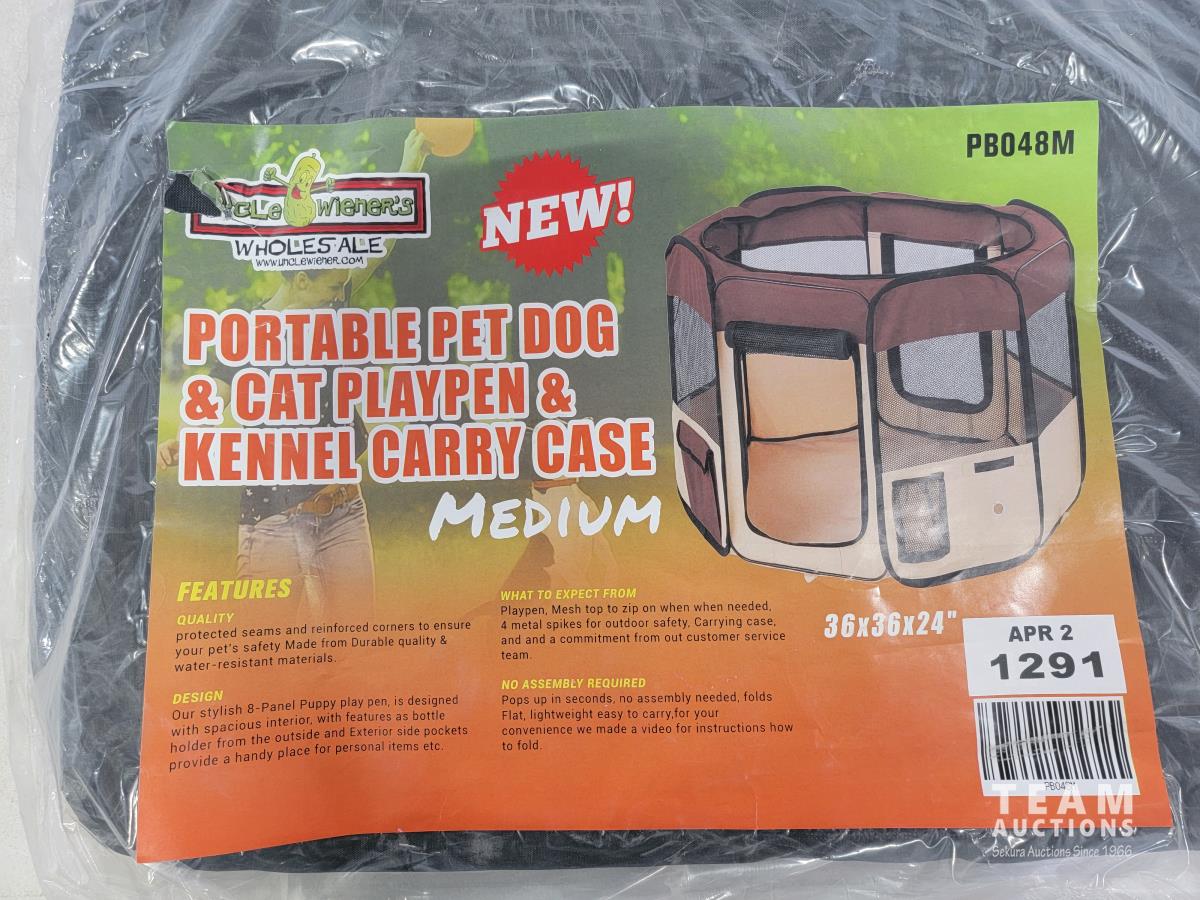 PB048M
UNCLE WIENER'S
WHOLESALE
WWW.UNCLEWIENER.COM
NEW!
PORTABLE PET DOG
& CAT PLAYPEN &
KENNEL CARRY CASE
MEDIUM
FEATURES
QUALITY
protected seams and reinforced corners to ensure
your pet's safety Made from Durable quality &
water-resistant materials.
DESIGN
Our stylish 8-Panel Puppy play pen, is designed
with spacious interior, with features as bottle
holder from the outside and Exterior side pockets
provide a handy place for personal items etc.
WHAT TO EXPECT FROM
Playpen, Mesh top to zip on when when needed,
4 metal spikes for outdoor safety, Carrying case,
and and a commitment from out customer service
team.
NO ASSEMBLY REQUIRED
Pops up in seconds, no assembly needed, folds
Flat, lightweight easy to carry,for your
convenience we made a video for instructions how
to fold.
36x36x24"
APR 2
1291
TEAM
AUCTIONS
Sekura Auctions Since 1966